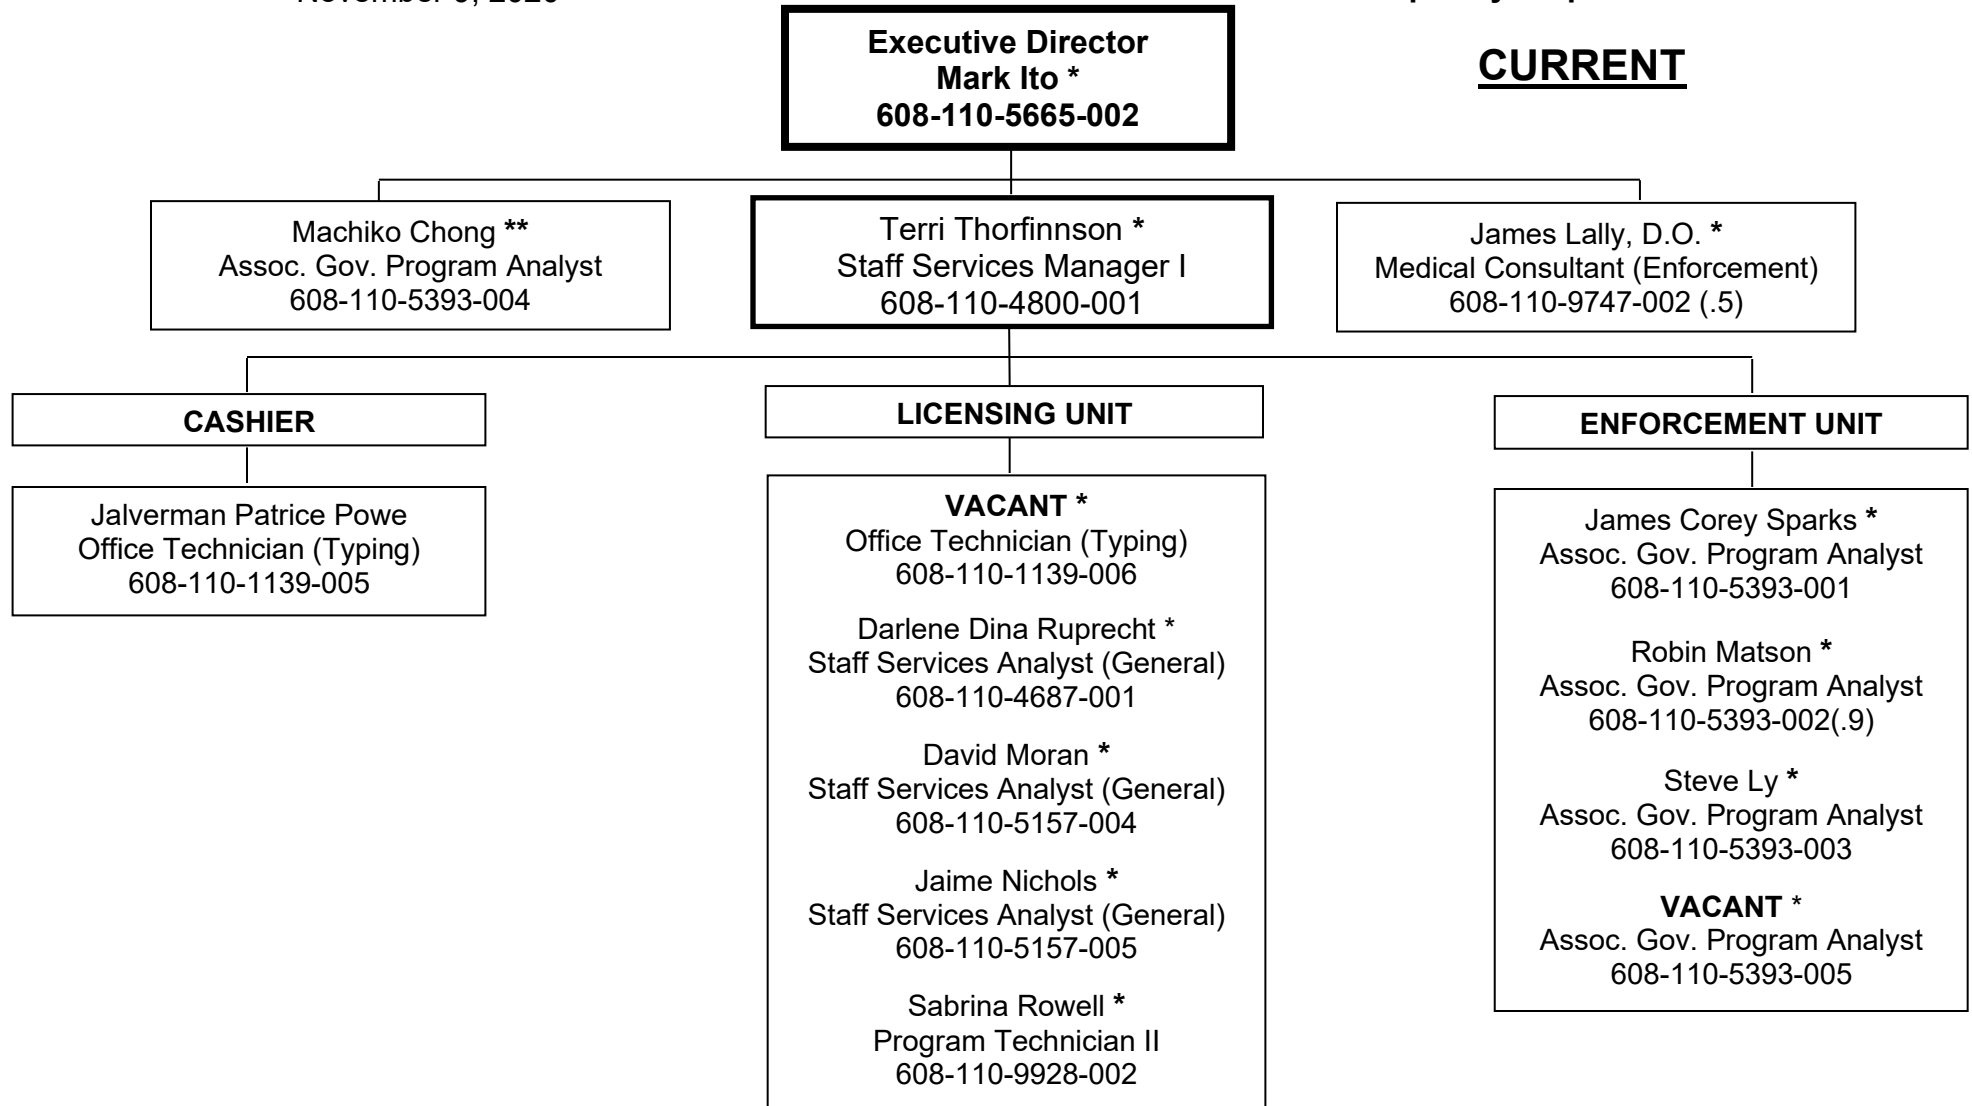 Executive Director
Mark Ito *
608-110-5665-002
CURRENT
Machiko Chong **
Assoc. Gov. Program Analyst
608-110-5393-004
Terri Thorfinnson *
Staff Services Manager I
608-110-4800-001
James Lally, D.O. *
Medical Consultant (Enforcement)
608-110-9747-002 (.5)
CASHIER
Jalverman Patrice Powe
Office Technician (Typing)
608-110-1139-005
LICENSING UNIT
VACANT *
Office Technician (Typing)
608-110-1139-006
Darlene Dina Ruprecht *
Staff Services Analyst (General)
608-110-4687-001
David Moran *
Staff Services Analyst (General)
608-110-5157-004
Jaime Nichols *
Staff Services Analyst (General)
608-110-5157-005
Sabrina Rowell *
Program Technician II
608-110-9928-002
ENFORCEMENT UNIT
James Corey Sparks *
Assoc. Gov. Program Analyst
608-110-5393-001
Robin Matson *
Assoc. Gov. Program Analyst
608-110-5393-002(.9)
Steve Ly *
Assoc. Gov. Program Analyst
608-110-5393-003
VACANT *
Assoc. Gov. Program Analyst
608-110-5393-005